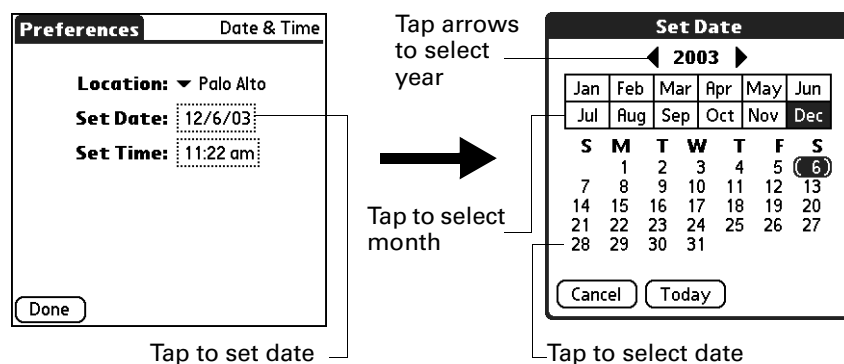 Preferences Date & Time
Location: Palo Alto
Set Date: 12/6/03
Set Time: 11:22 am
Done
Tap to set date
Tap arrows
to select
year
Tap to select
month
Set Date
2003
Jan Feb Mar Apr May Jun
Jul Aug Sep Oct Nov Dec
S M T W T F S
1 2 3 4 5 6
7 8 9 10 11 12 13
14 15 16 17 18 19 20
21 22 23 24 25 26 27
28 29 30 31
Cancel Today
Tap to select date